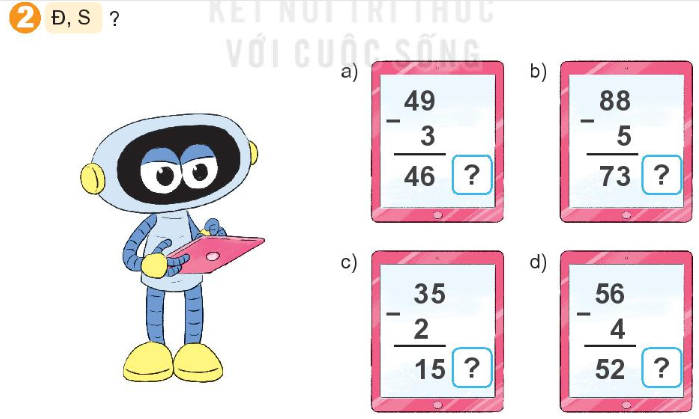 KẾT NỐI TRI THỨC
VỚI CUỘC SỐNG
2 Đ, S ?
a)
49
- 3
46 ?
b)
88
- 5
73 ?
c)
35
- 2
15 ?
d)
56
- 4
52 ?